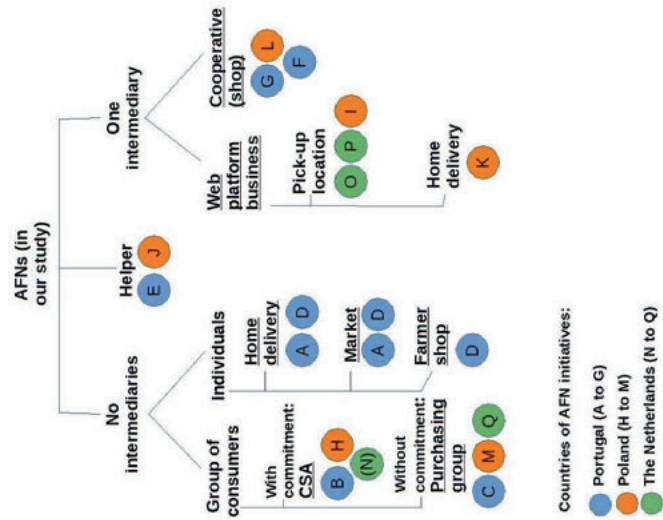 AFNs (in
our study)
No
intermediaries
Helper
E J
One
intermediary
Group of
consumers
With
commitment:
CSA
B H
(N)
Without
commitment:
Purchasing
group
C M Q
Individuals
Home
delivery
A D
Market
A D
Farmer
shop
D
Web
platform
business
Pick-up
location
O P I
Home
delivery
K
Cooperative
(shop)
G L
F
Countries of AFN initiatives:
Portugal (A to G)
Poland (H to M)
The Netherlands (N to Q)